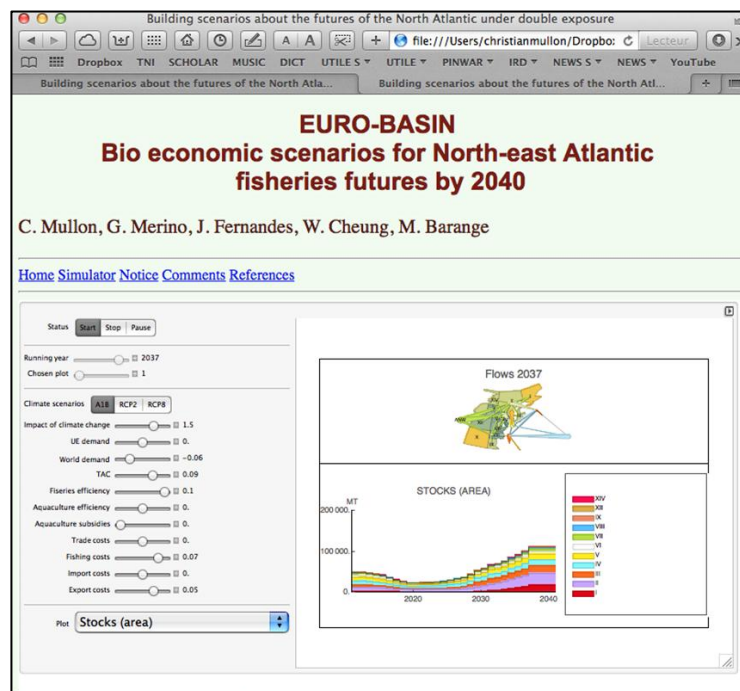 Building scenarios about the futures of the North Atlantic under double exposure
A A + file:///Users/christianmullon/Dropbo: Lecteur
Dropbox TNI SCHOLAR MUSIC DICT UTILE S UTILE PINWAR IRD NEWS S NEWS YouTube
Building scenarios about the futures of the North Atla... Building scenarios about the futures of the North Atl... +
EURO-BASIN
Bio economic scenarios for North-east Atlantic
fisheries futures by 2040
C. Mullon, G. Merino, J. Fernandes, W. Cheung, M. Barange
Home Simulator Notice Comments References
Status Start Stop Pause
Running year 2037
Chosen plot 1
Climate scenarios A1B RCP2 RCP8
Impact of climate change 1.5
UE demand 0.
World demand -0.06
TAC 0.09
Fiseries efficiency 0.1
Aquaculture efficiency 0.
Aquaculture subsidies 0.
Trade costs 0.
Fishing costs 0.07
Import costs 0.
Export costs 0.05
Plot Stocks (area)
Flows 2037
STOCKS (AREA)
MT
200 000.
100 000.
0.
2020 2030 2040
XIV
XII
IX
VIII
VII
VI
V
IV
III
II
I